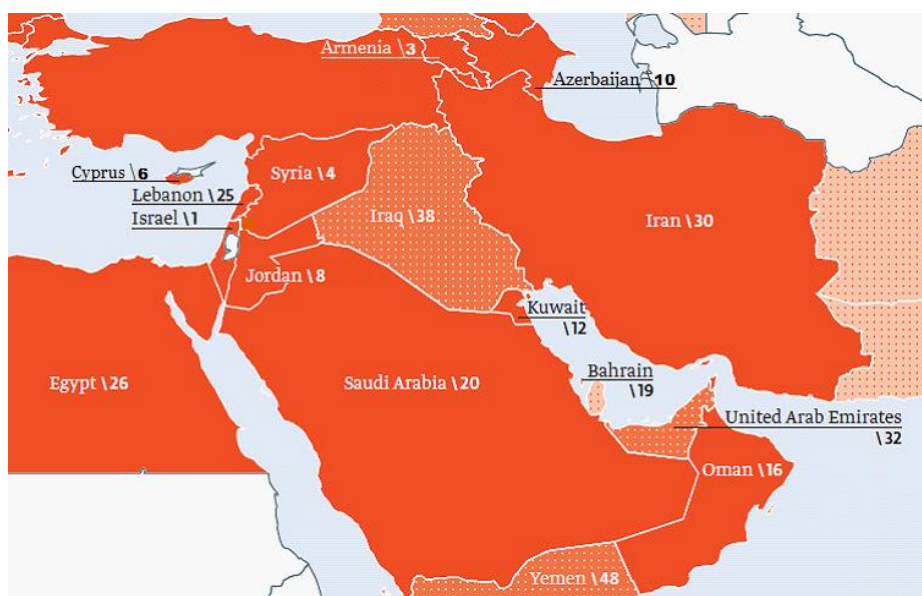 Armenia \3
Azerbaijan \10
Cyprus \6
Syria \4
Lebanon \25
Israel \1
Iraq \38
Iran \30
Jordan \8
Kuwait
\12
Egypt \26
Saudi Arabia \20
Bahrain
\19
United Arab Emirates
\32
Oman \16
Yemen \48